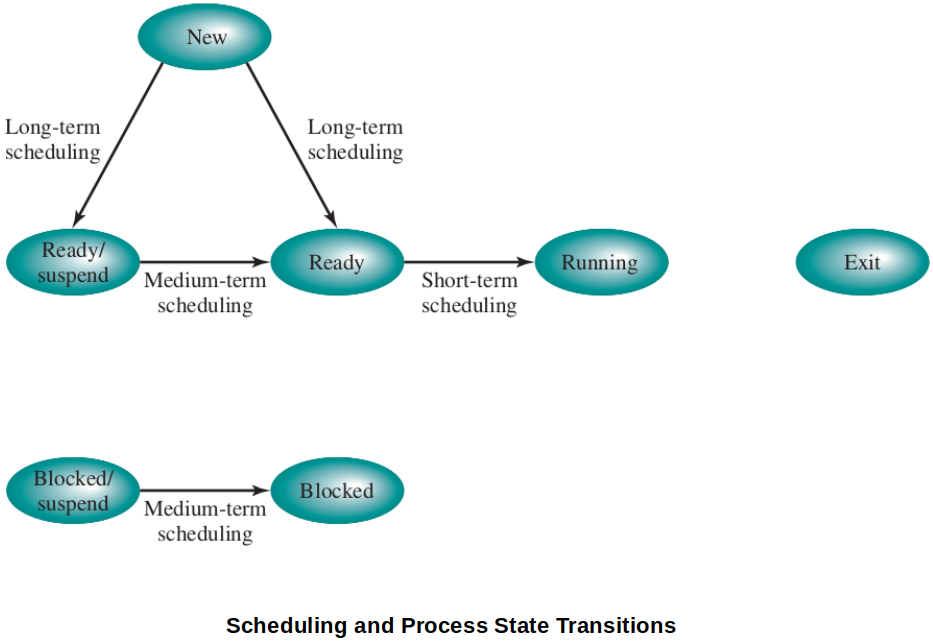 New
Long-term
scheduling
Long-term
scheduling
Ready/
suspend
Medium-term
scheduling
Ready
Short-term
scheduling
Running
Exit
Blocked/
suspend
Medium-term
scheduling
Blocked
Scheduling and Process State Transitions